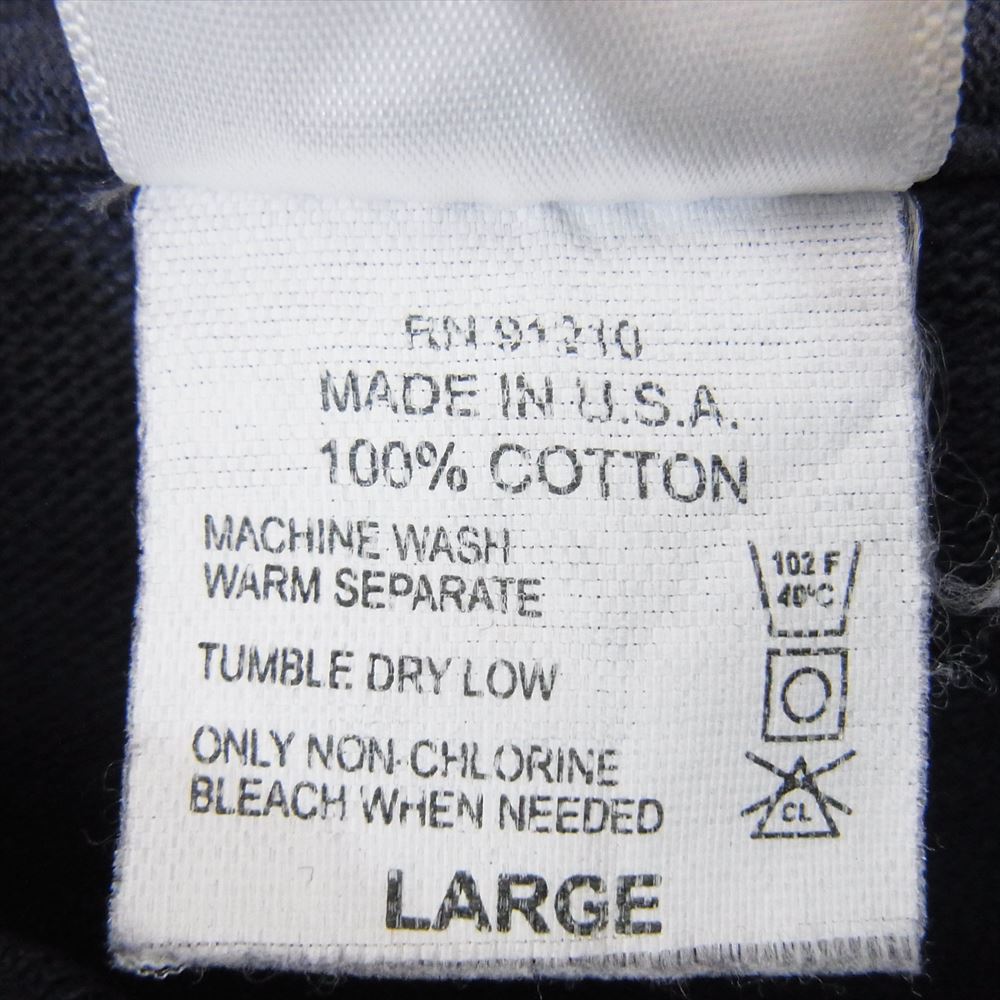 RN 91210
MADE IN U.S.A.
100% COTTON
MACHINE WASH
WARM SEPARATE
102 F
40°C
TUMBLE DRY LOW
ONLY NON-CHLORINE
BLEACH WHEN NEEDED
CL
LARGE